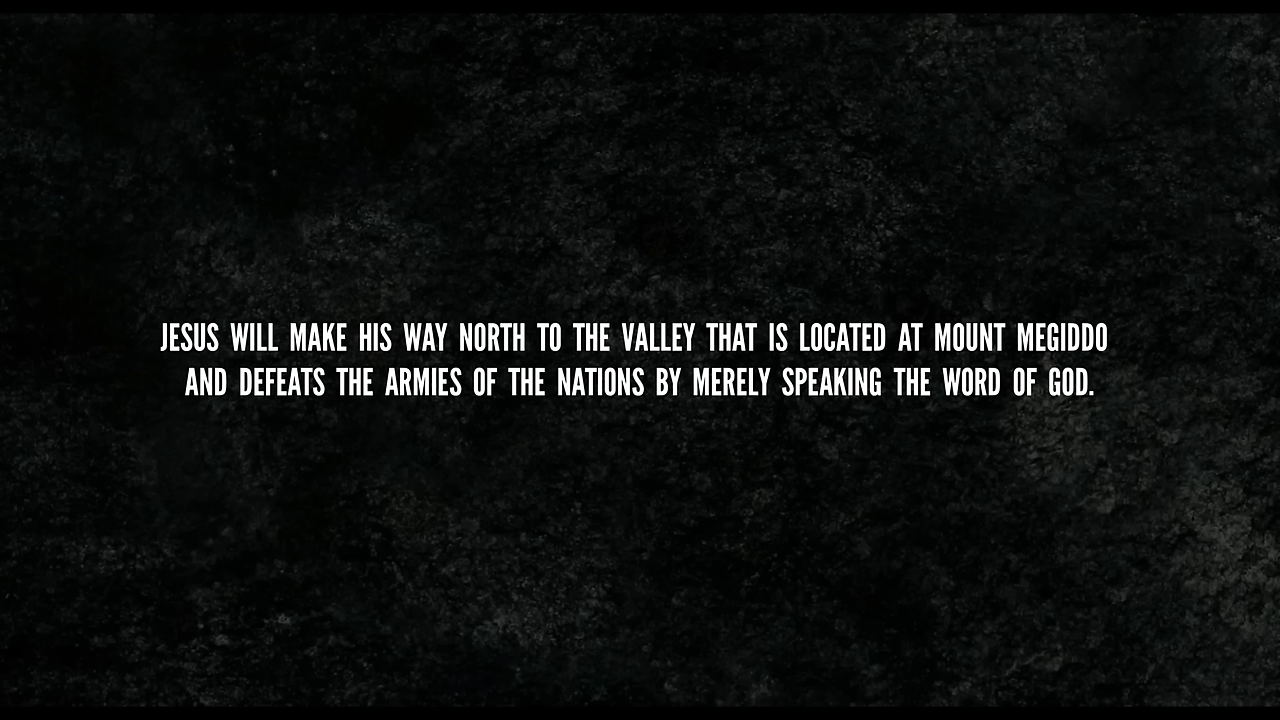 JESUS WILL MAKE HIS WAY NORTH TO THE VALLEY THAT IS LOCATED AT MOUNT MEGIDDO
AND DEFEATS THE ARMIES OF THE NATIONS BY MERELY SPEAKING THE WORD OF GOD.